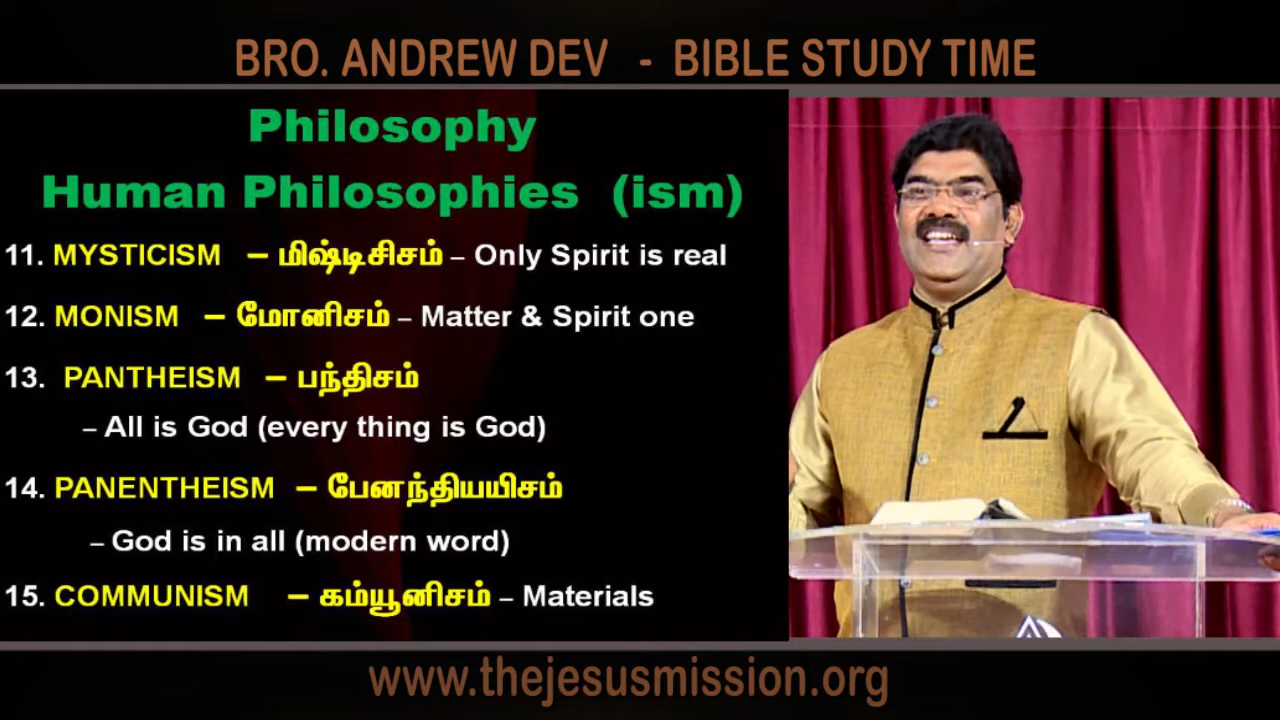 BRO. ANDREW DEV - BIBLE STUDY TIME
Philosophy
Human Philosophies (ism)
11. MYSTICISM – மிஷ்டிசிசம் – Only Spirit is real
12. MONISM – மோனிசம் – Matter & Spirit one
13. PANTHEISM – பந்திசம்
– All is God (every thing is God)
14. PANENTHEISM – பேனந்தியயிசம்
– God is in all (modern word)
15. COMMUNISM – கம்யூனிசம் – Materials
www.thejesusmission.org